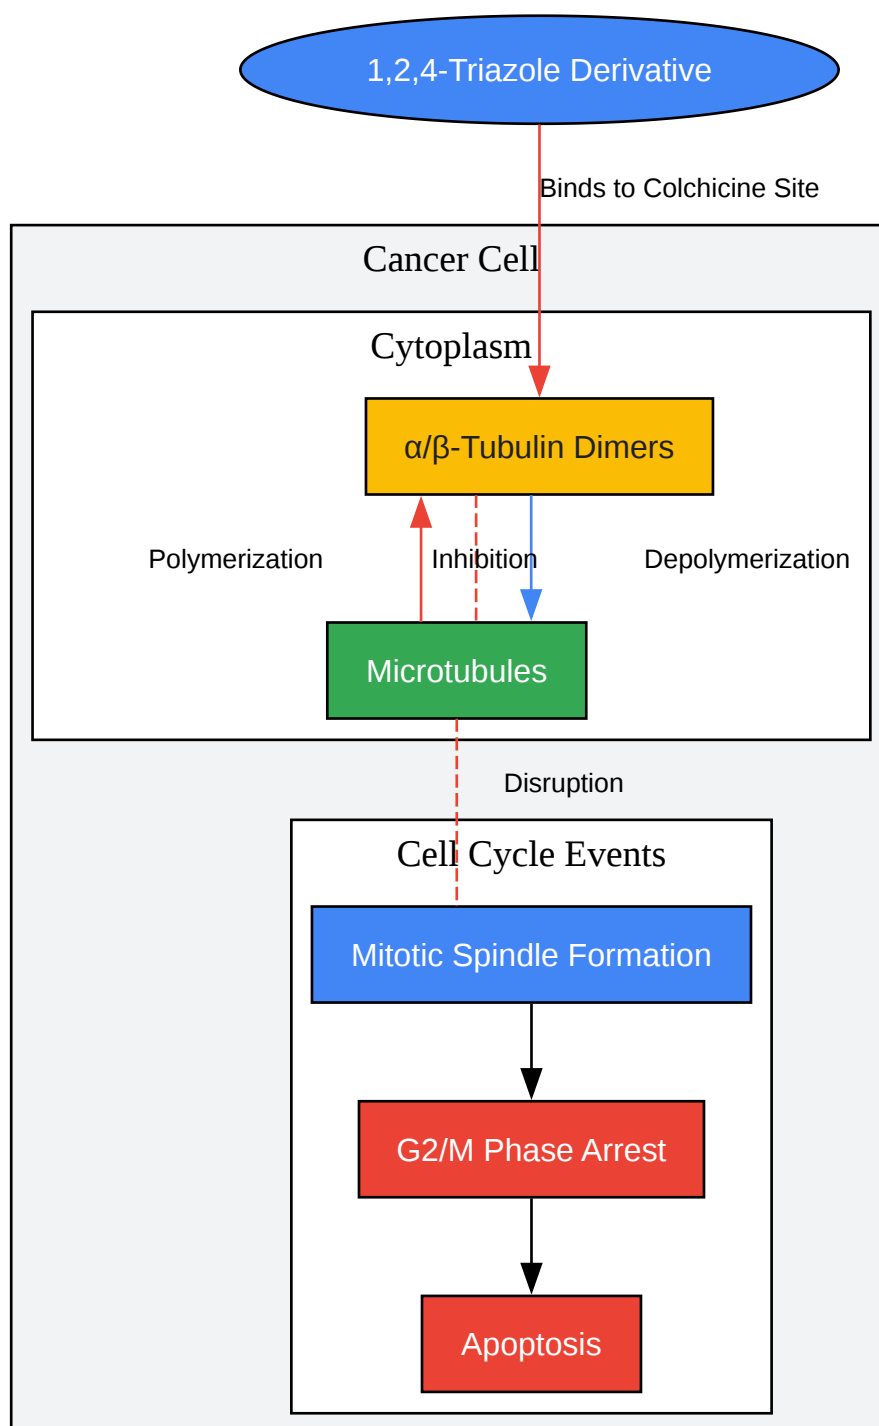 1,2,4-Triazole Derivative
Binds to Colchicine Site
Cancer Cell
Cytoplasm
α/β-Tubulin Dimers
Polymerization
Inhibition
Depolymerization
Microtubules
Disruption
Cell Cycle Events
Mitotic Spindle Formation
G2/M Phase Arrest
Apoptosis